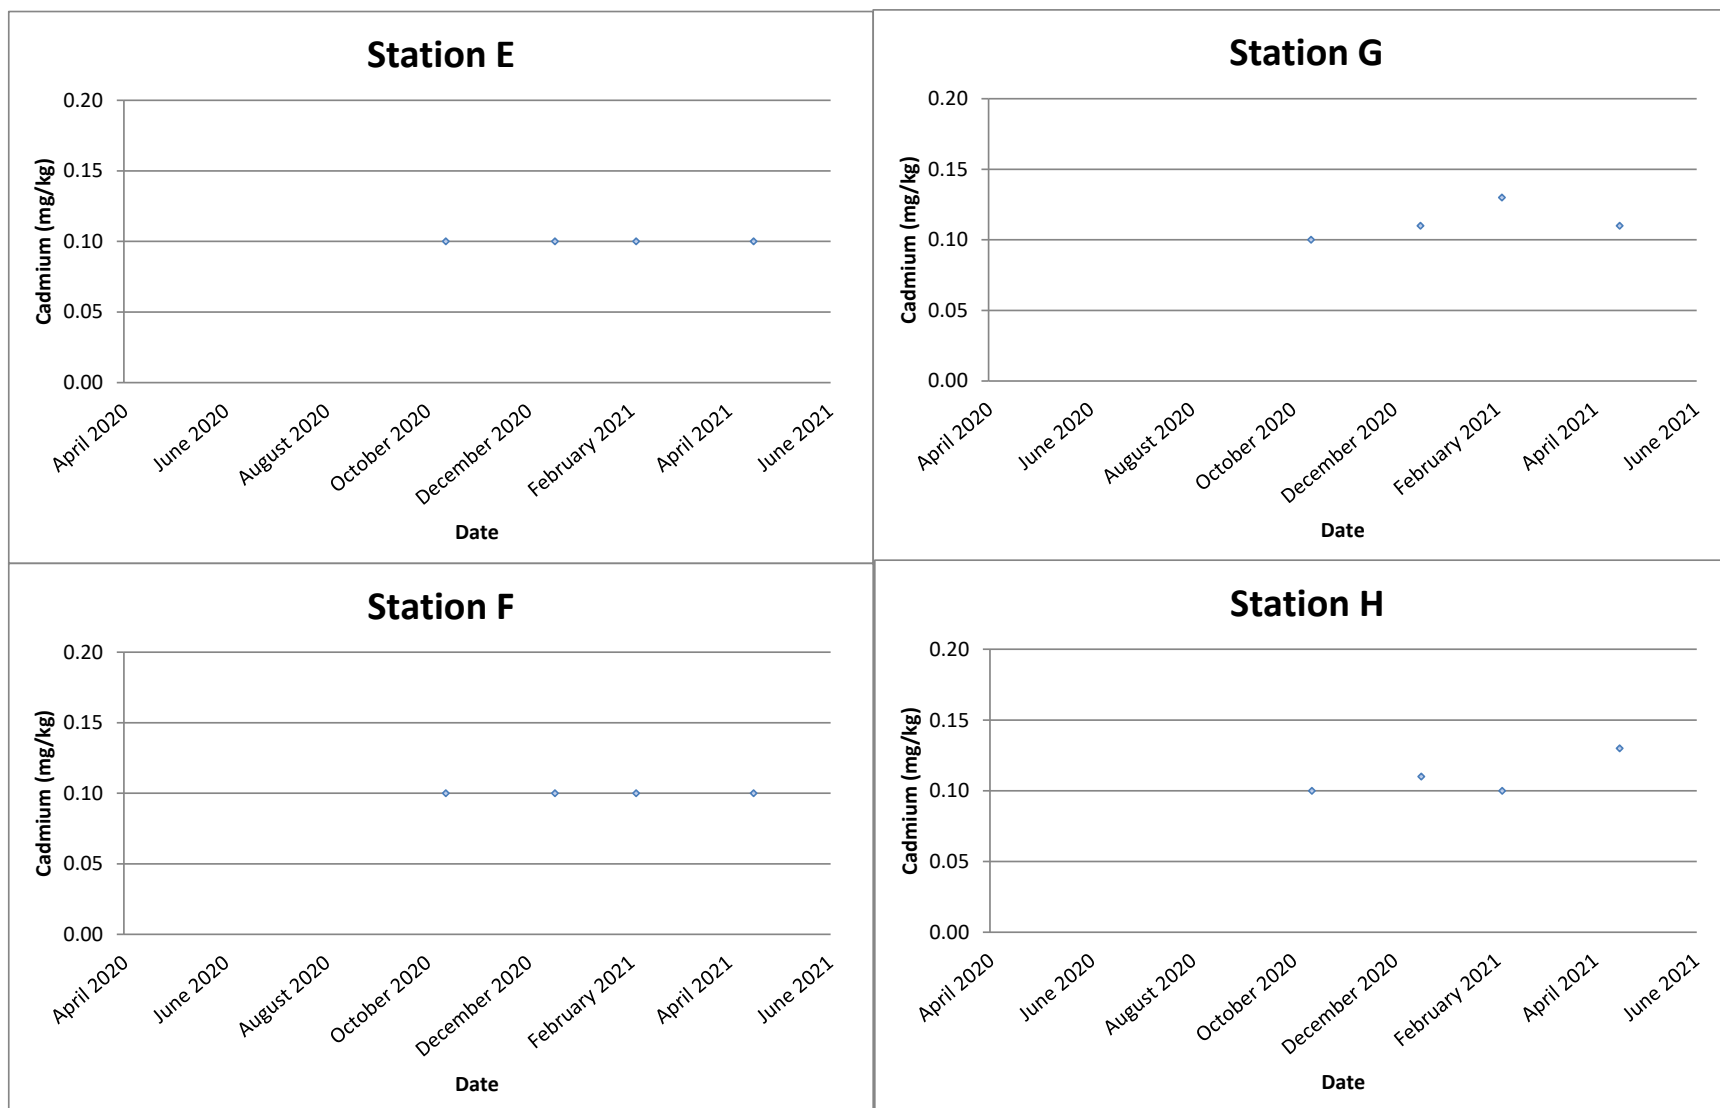 Station E
0.20
0.15
0.10
0.05
0.00
Cadmium (mg/kg)
April 2020
June 2020
August 2020
October 2020
December 2020
February 2021
April 2021
June 2021
Date
Station G
0.20
0.15
0.10
0.05
0.00
Cadmium (mg/kg)
April 2020
June 2020
August 2020
October 2020
December 2020
February 2021
April 2021
June 2021
Date
Station F
0.20
0.15
0.10
0.05
0.00
Cadmium (mg/kg)
April 2020
June 2020
August 2020
October 2020
December 2020
February 2021
April 2021
June 2021
Date
Station H
0.20
0.15
0.10
0.05
0.00
Cadmium (mg/kg)
April 2020
June 2020
August 2020
October 2020
December 2020
February 2021
April 2021
June 2021
Date